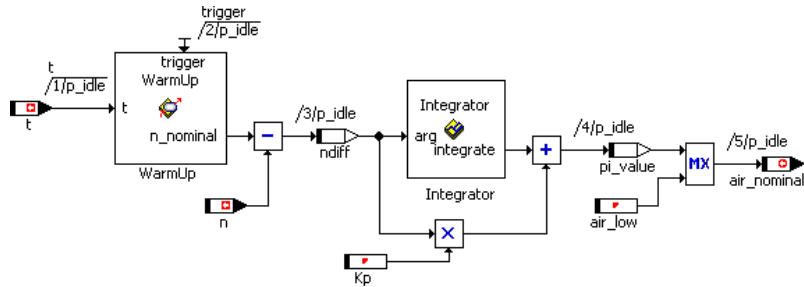 trigger
/2/p_idle
t
/1/p_idle
trigger
WarmUp
t
t
n_nominal
WarmUp
n
−
/3/p_idle
ndiff
Integrator
arg
integrate
Integrator
×
Kp
+
/4/p_idle
pi_value
air_low
MX
/5/p_idle
air_nominal